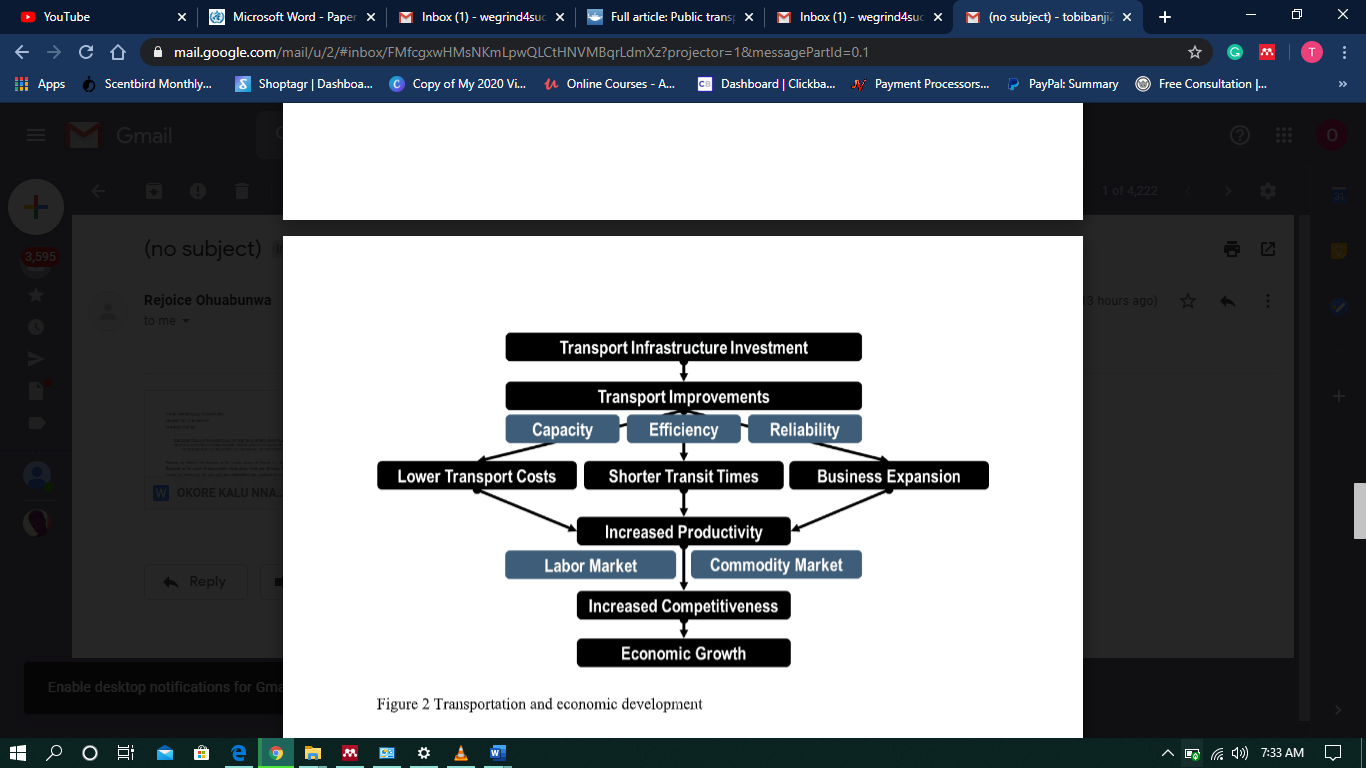 YouTube
Microsoft Word - Paper
Inbox (1) - wegrind4suc
Full article: Public transp
Inbox (1) - wegrind4suc
(no subject) - tobibanji2
mail.google.com/mail/u/2/#inbox/FMfcgxwHMsNKmLpwQLCtHNVMBqrLdmXz?projector=1&messagePartId=0.1
T
Apps
Scentbird Monthly...
Shoptagr | Dashboa...
Copy of My 2020 Vi...
Online Courses - A...
CB
Dashboard | Clickba...
Payment Processors...
PayPal: Summary
Free Consultation |...
Gmail
O
1 of 4,222
31
(no subject)
3,595
Rejoice Ohuabunwa
3 hours ago)
to me
Transport Infrastructure Investment
Transport Improvements
Capacity
Efficiency
Reliability
Lower Transport Costs
Shorter Transit Times
Business Expansion
Increased Productivity
Labor Market
Commodity Market
Increased Competitiveness
Economic Growth
Figure 2 Transportation and economic development
W
OKORE KALU NNA...
Reply
Enable desktop notifications for Gma
7:33 AM